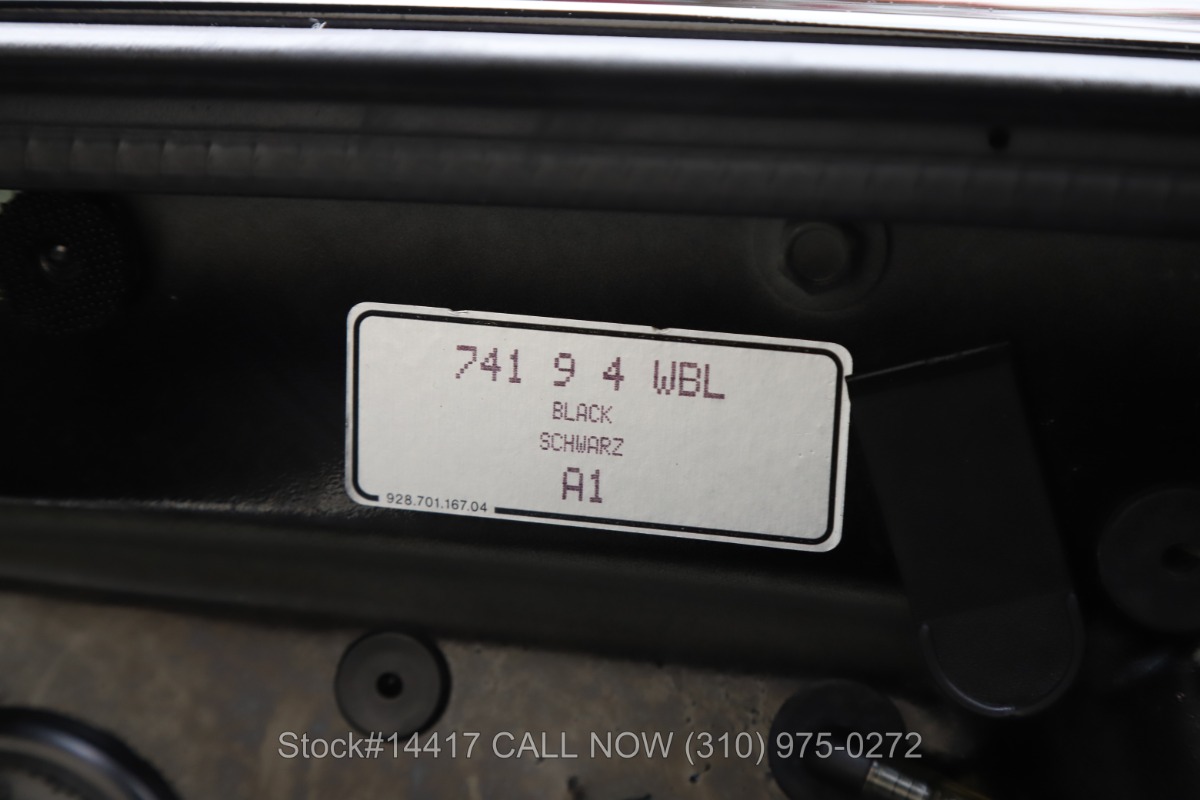 741 9 4 WBL
BLACK
SCHWARZ
A1
928.701.167.04
Stock#14417 CALL NOW (310) 975-0272